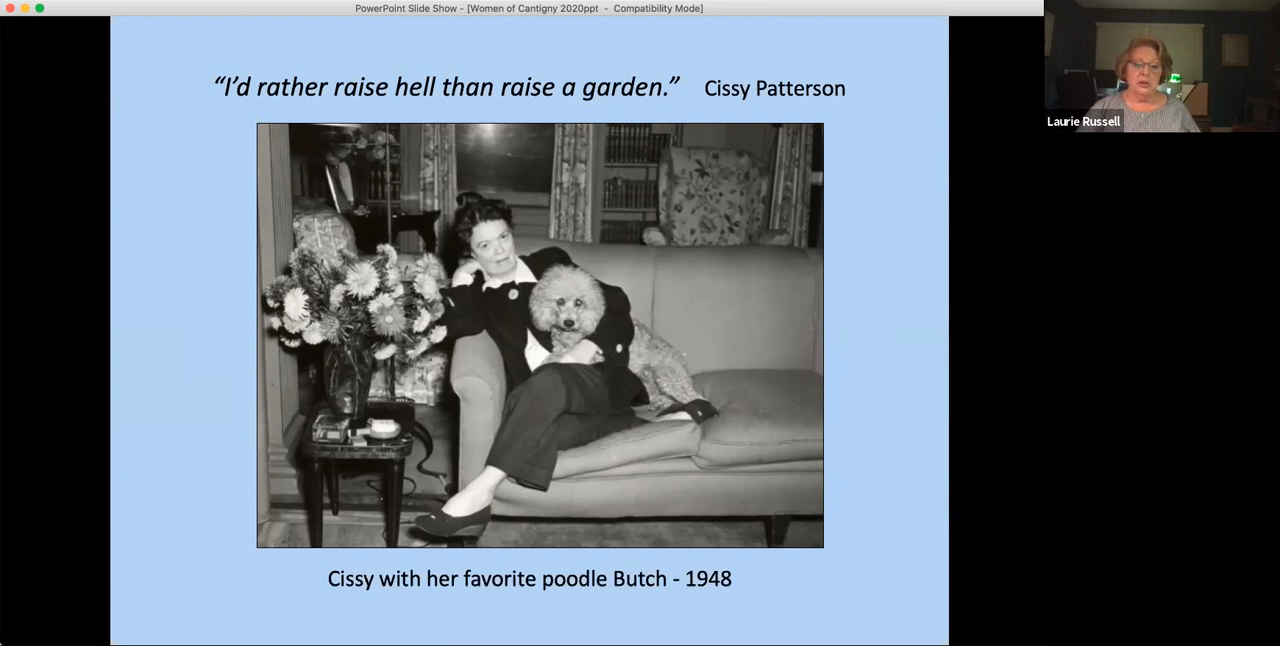 PowerPoint Slide Show - [Women of Cantigny 2020ppt - Compatibility Mode]
“I’d rather raise hell than raise a garden.” Cissy Patterson
Laurie Russell
Cissy with her favorite poodle Butch - 1948